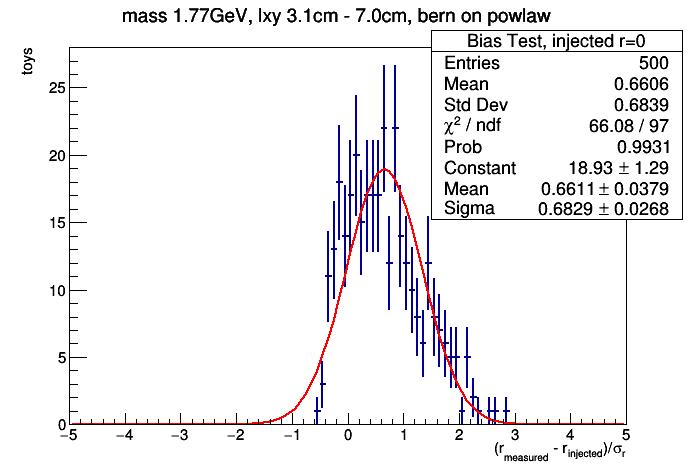 mass 1.77GeV, lxy 3.1cm - 7.0cm, bern on powlaw
Bias Test, injected r=0
Entries 500
Mean 0.6606
Std Dev 0.6839
χ² / ndf 66.08 / 97
Prob 0.9931
Constant 18.93 ± 1.29
Mean 0.6611 ± 0.0379
Sigma 0.6829 ± 0.0268
toys
25
20
15
10
5
0
−5 −4 −3 −2 −1 0 1 2 3 4 5
(r_measured - r_injected)/σ_r